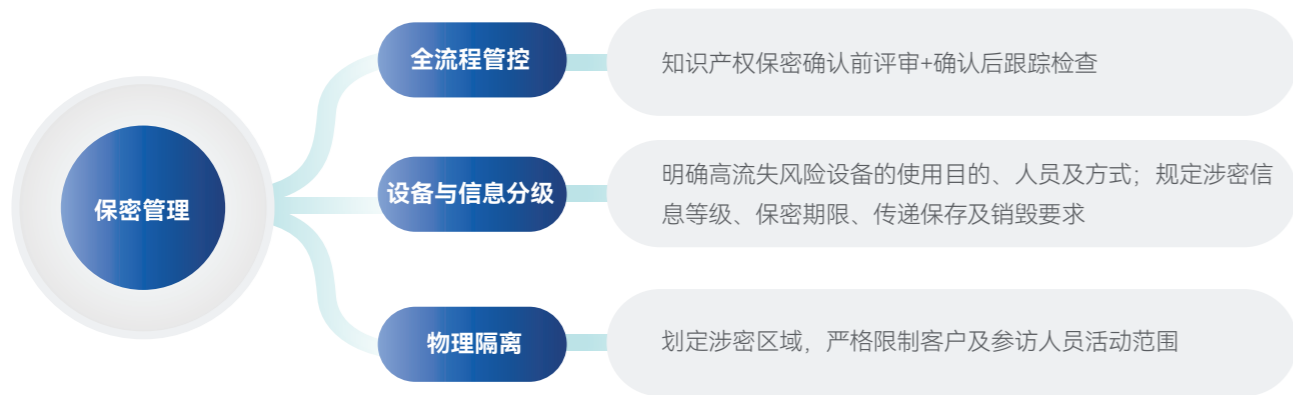 保密管理
全流程管控
知识产权保密确认前评审+确认后跟踪检查
设备与信息分级
明确高流失风险设备的使用目的、人员及方式；规定涉密信
息等级、保密期限、传递保存及销毁要求
物理隔离
划定涉密区域，严格限制客户及参访人员活动范围